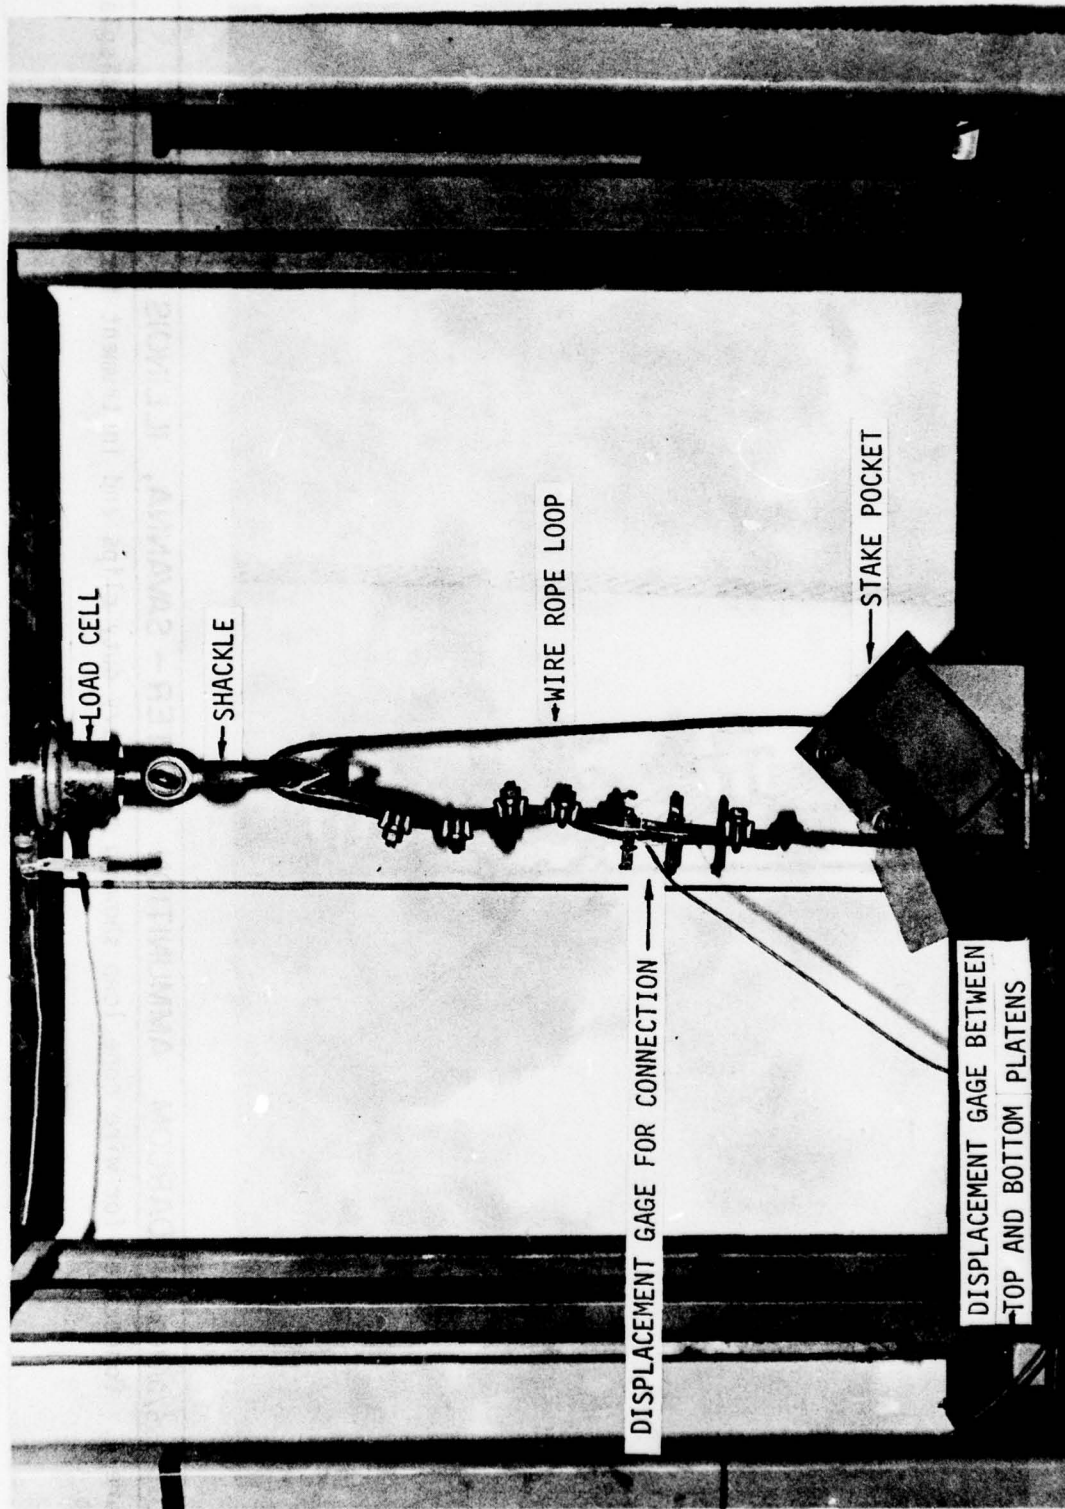 LOAD CELL
SHACKLE
WIRE ROPE LOOP
STAKE POCKET
DISPLACEMENT GAGE FOR CONNECTION
DISPLACEMENT GAGE BETWEEN
TOP AND BOTTOM PLATENS